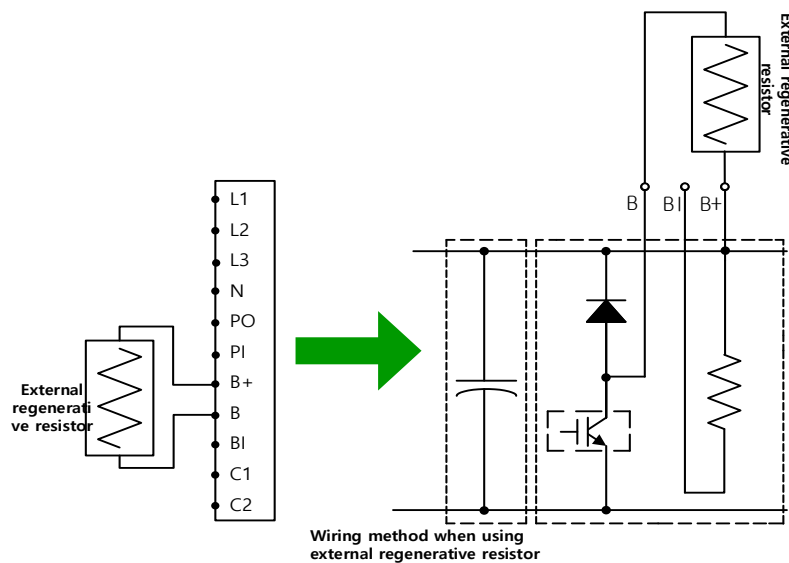 L1
L2
L3
N
PO
PI
B+
B
BI
C1
C2
External
regenerati
ve resistor
External regenerative
resistor
B
BI
B+
Wiring method when using
external regenerative resistor